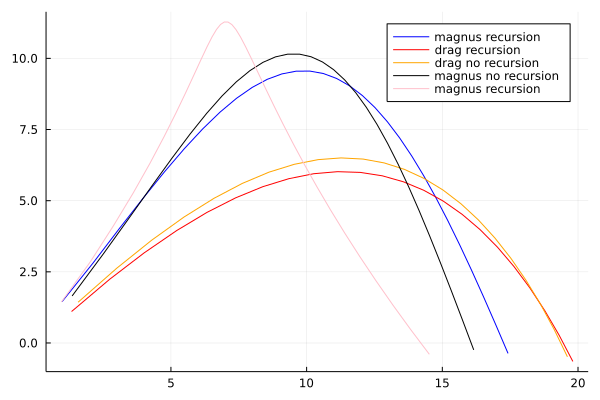 magnus recursion
drag recursion
drag no recursion
magnus no recursion
magnus recursion
10.0
7.5
5.0
2.5
0.0
5 10 15 20